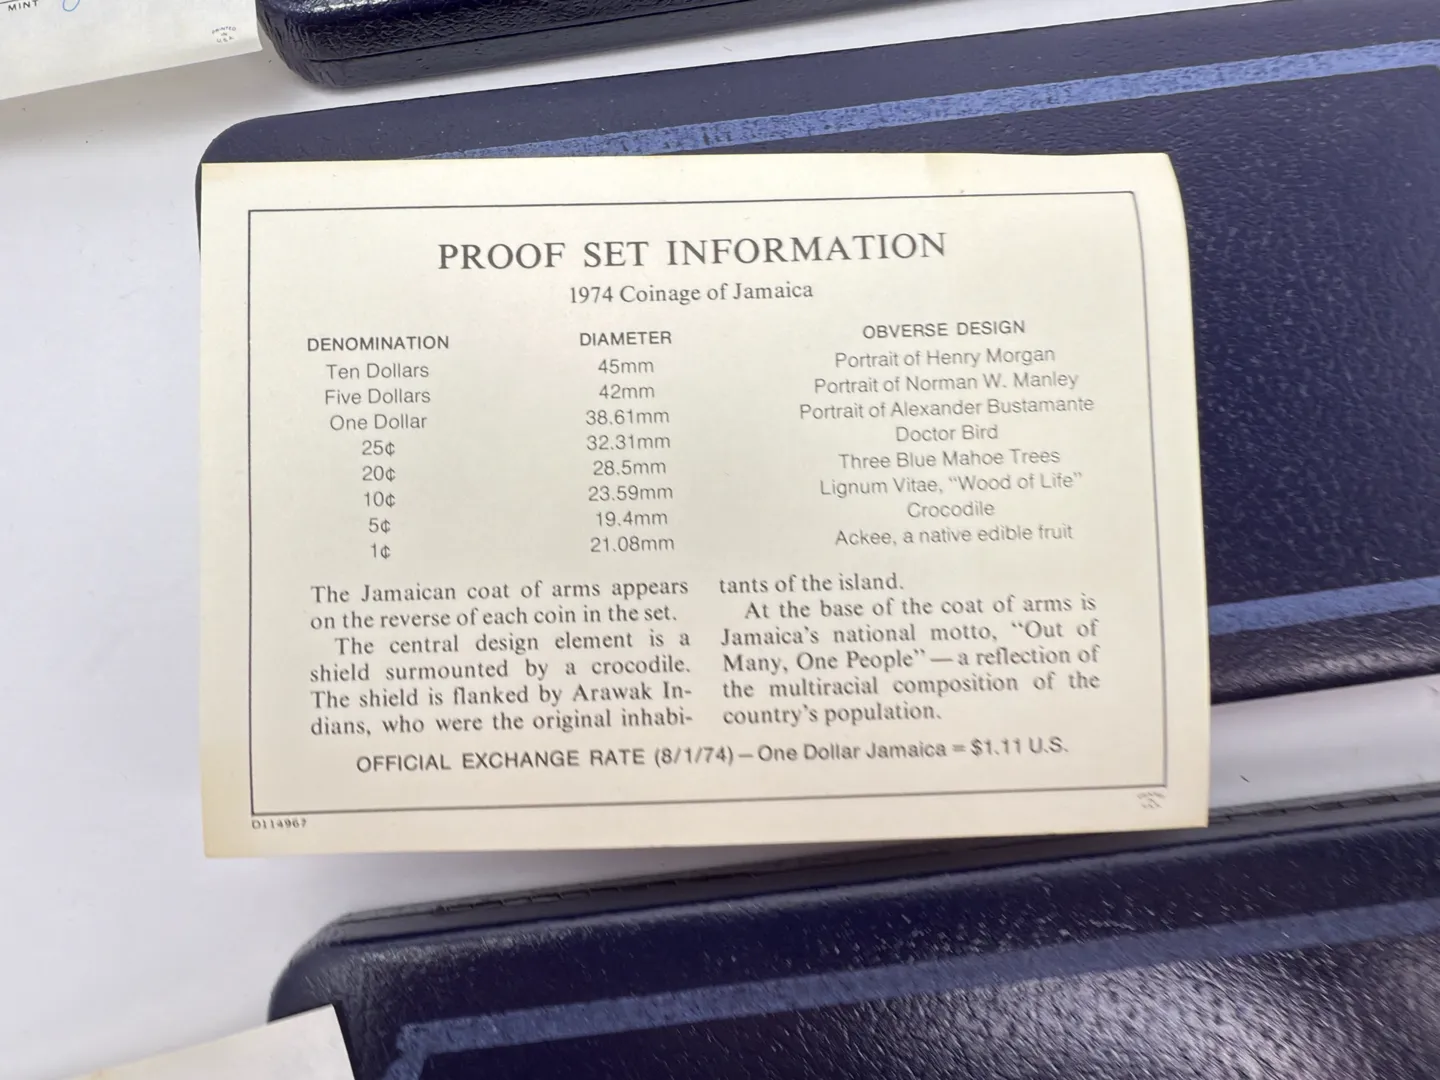 MINT
PRINTED
IN
U.S.A.
PROOF SET INFORMATION
1974 Coinage of Jamaica
DENOMINATION DIAMETER OBVERSE DESIGN
Ten Dollars 45mm Portrait of Henry Morgan
Five Dollars 42mm Portrait of Norman W. Manley
One Dollar 38.61mm Portrait of Alexander Bustamante
25¢ 32.31mm Doctor Bird
20¢ 28.5mm Three Blue Mahoe Trees
10¢ 23.59mm Lignum Vitae, “Wood of Life”
5¢ 19.4mm Crocodile
1¢ 21.08mm Ackee, a native edible fruit
The Jamaican coat of arms appears
on the reverse of each coin in the set.
The central design element is a
shield surmounted by a crocodile.
The shield is flanked by Arawak In-
dians, who were the original inhabi-
tants of the island.
At the base of the coat of arms is
Jamaica’s national motto, “Out of
Many, One People” — a reflection of
the multiracial composition of the
country’s population.
OFFICIAL EXCHANGE RATE (8/1/74) — One Dollar Jamaica = $1.11 U.S.
D114967